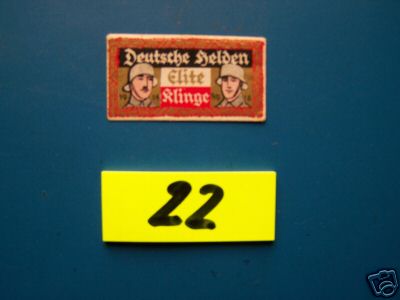 Deutsche Helden
Elite
Klinge
22